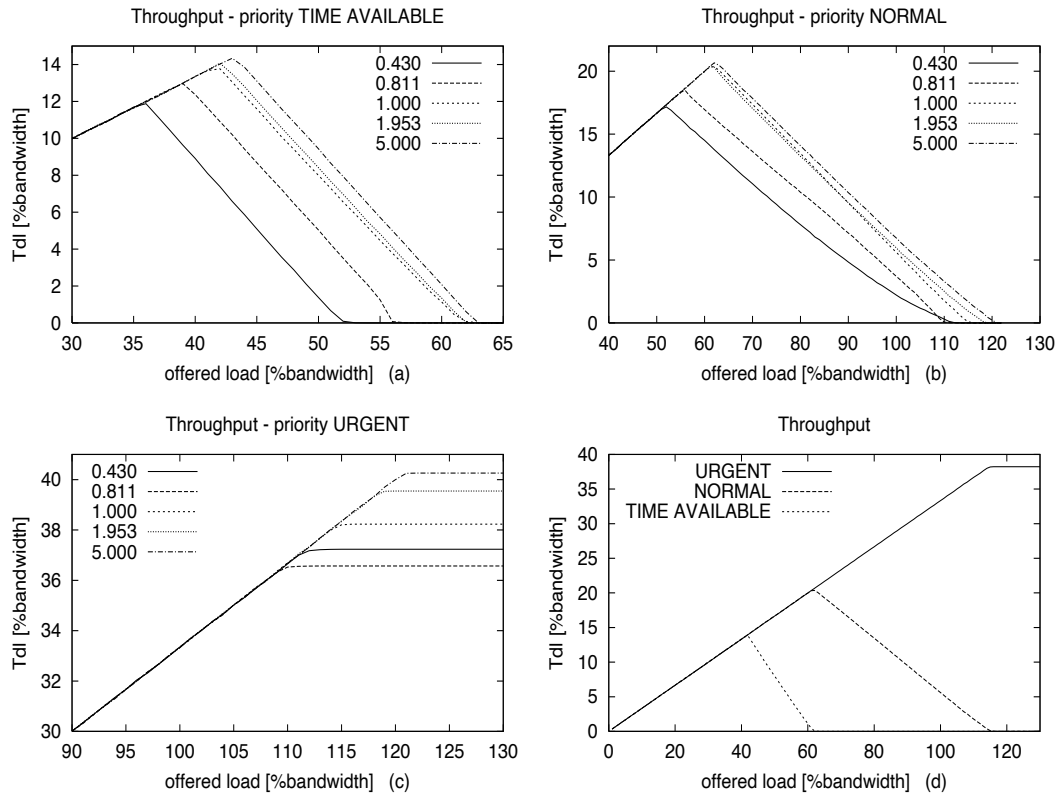 Throughput - priority TIME AVAILABLE
Tdl [%bandwidth]
14
12
10
8
6
4
2
0
0.430
0.811
1.000
1.953
5.000
30 35 40 45 50 55 60 65
offered load [%bandwidth] (a)
Throughput - priority NORMAL
Tdl [%bandwidth]
20
15
10
5
0
0.430
0.811
1.000
1.953
5.000
40 50 60 70 80 90 100 110 120 130
offered load [%bandwidth] (b)
Throughput - priority URGENT
Tdl [%bandwidth]
40
38
36
34
32
30
0.430
0.811
1.000
1.953
5.000
90 95 100 105 110 115 120 125 130
offered load [%bandwidth] (c)
Throughput
Tdl [%bandwidth]
40
35
30
25
20
15
10
5
0
URGENT
NORMAL
TIME AVAILABLE
0 20 40 60 80 100 120
offered load [%bandwidth] (d)